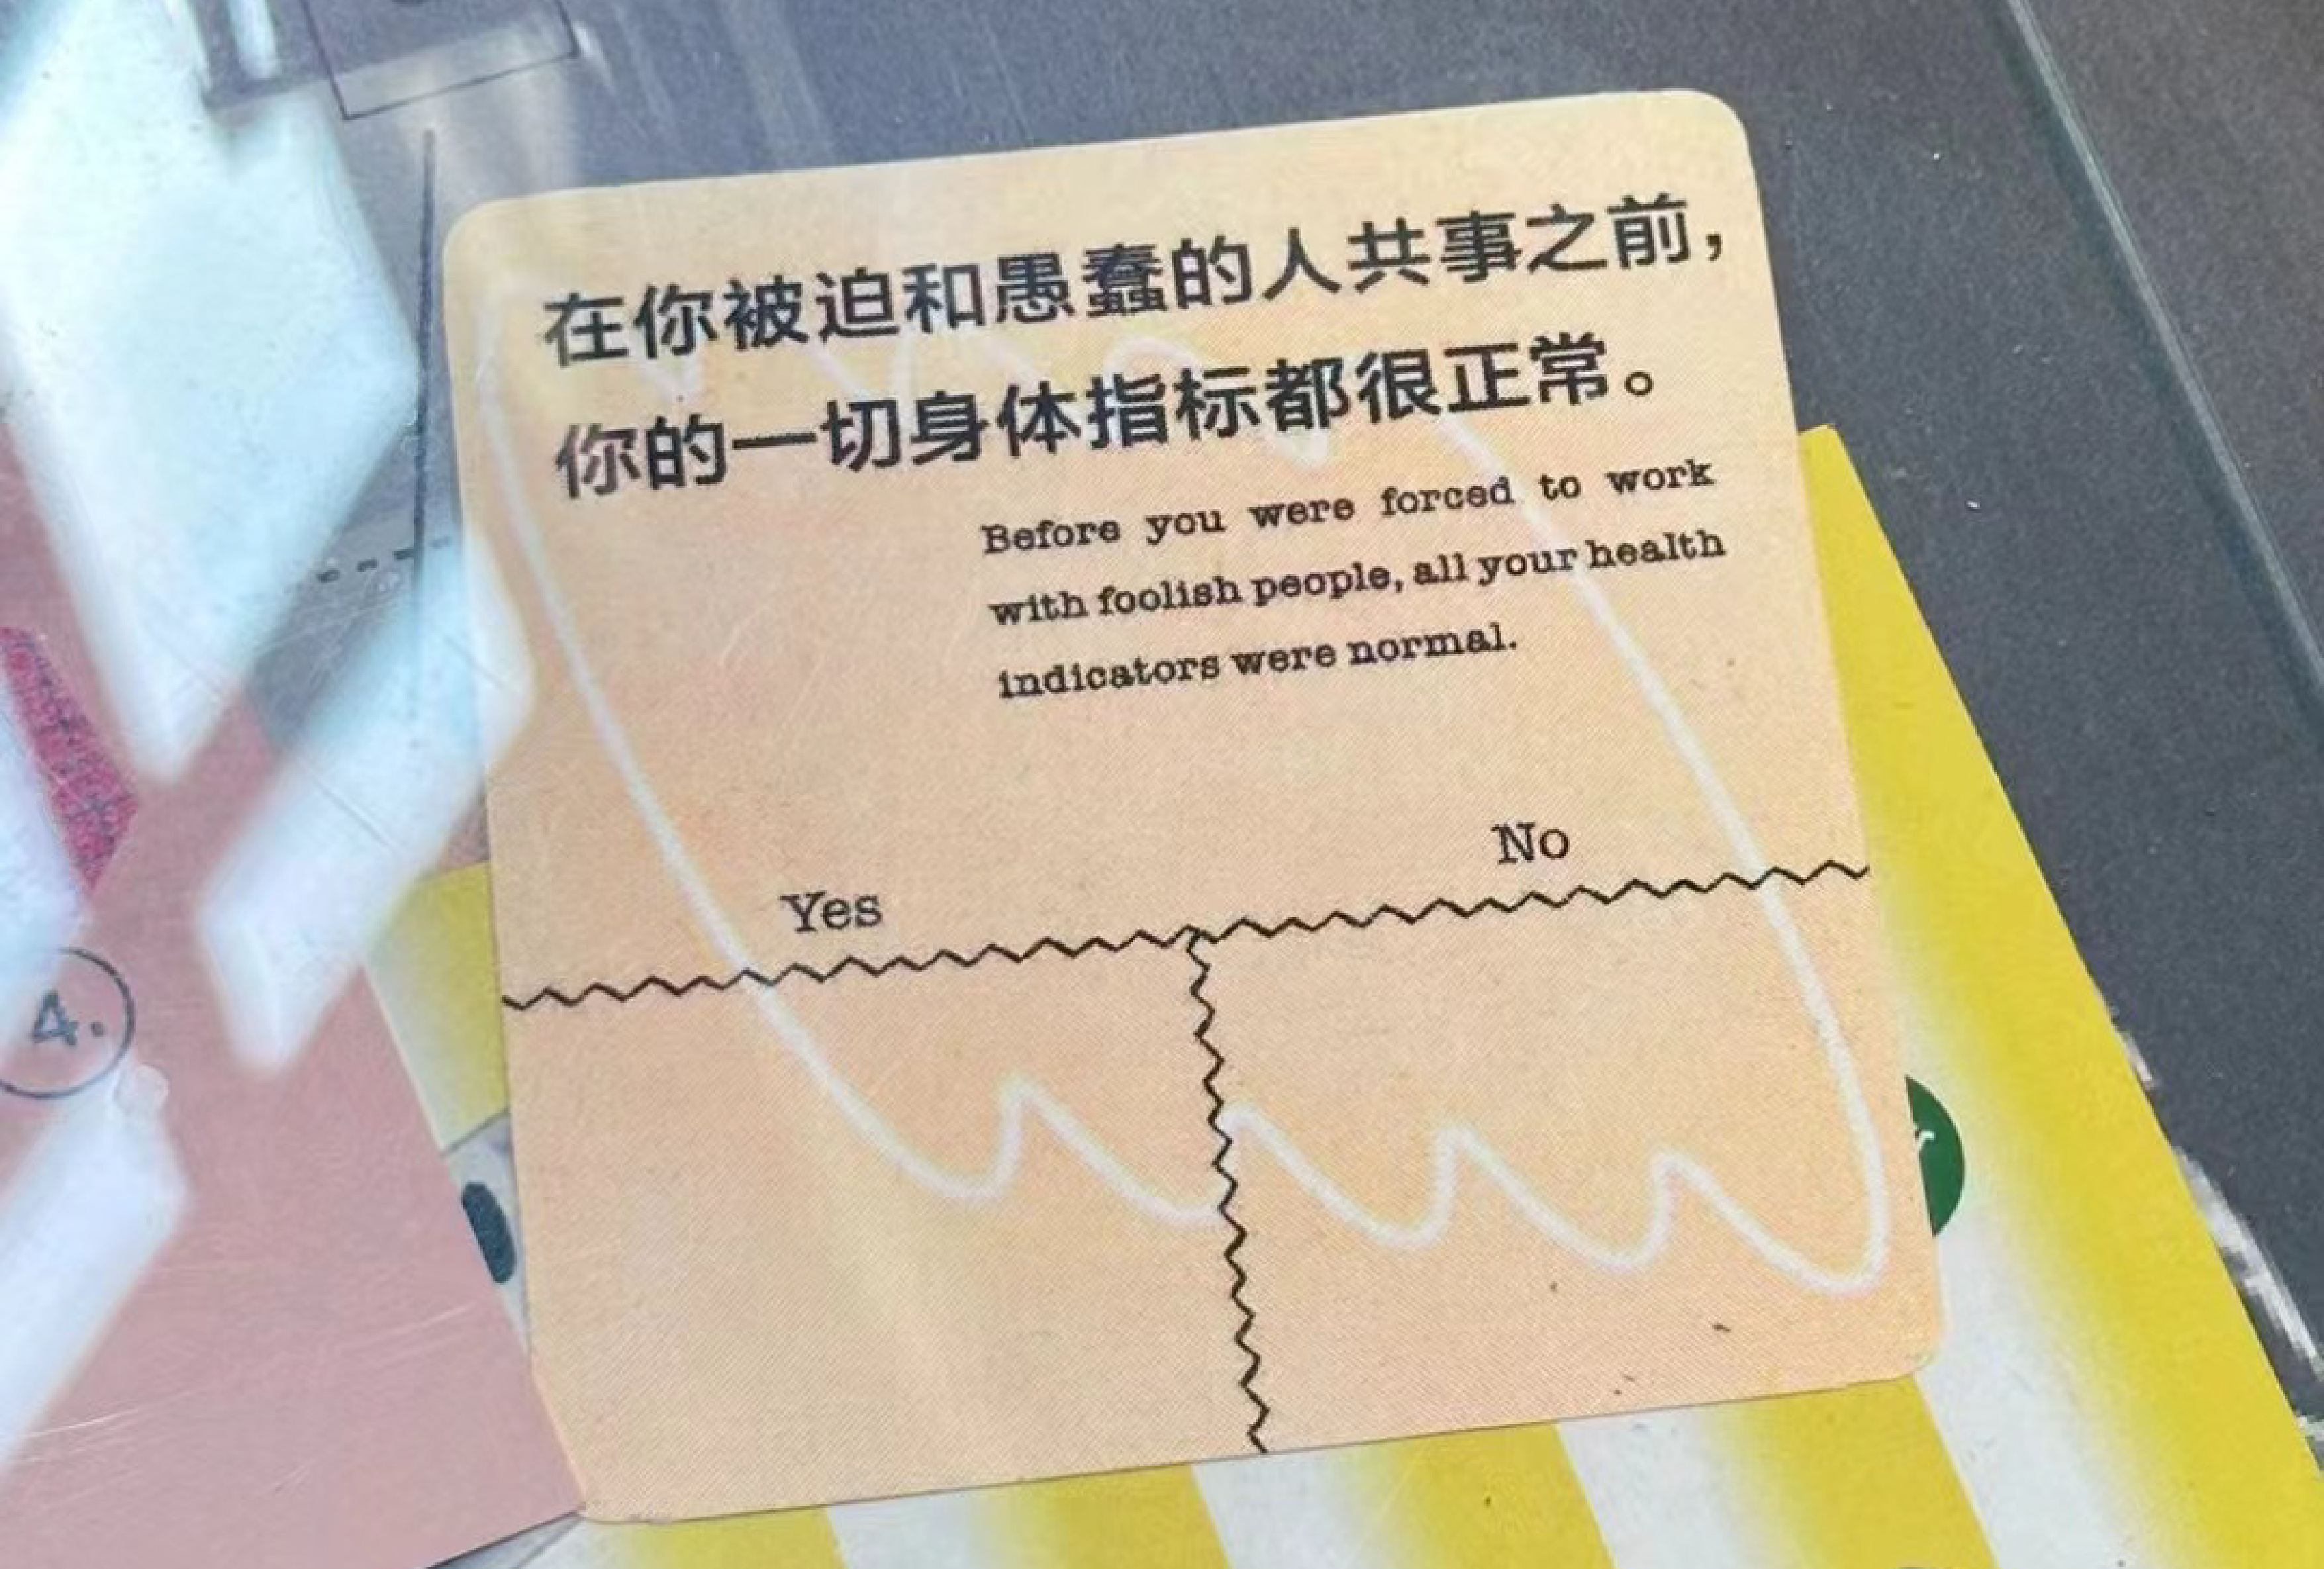 在你被迫和愚蠢的人共事之前，
你的一切身体指标都很正常。
Before you were forced to work
with foolish people, all your health
indicators were normal.
No
Yes
4.